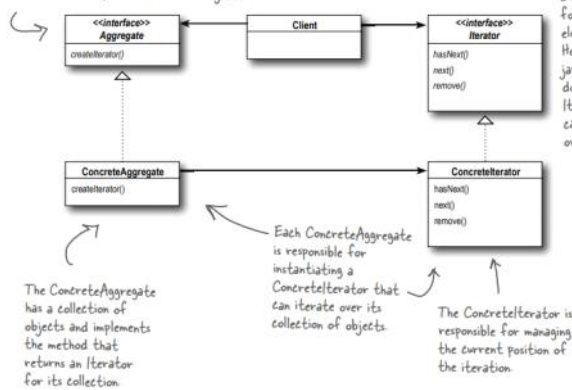 <<interface>>
Aggregate
createIterator()
Client
<<interface>>
Iterator
hasNext()
next()
remove()
ConcreteAggregate
createIterator()
ConcreteIterator
hasNext()
next()
remove()
The ConcreteAggregate
has a collection of
objects and implements
the method that
returns an Iterator
for its collection.
Each ConcreteAggregate
is responsible for
instantiating a
ConcreteIterator that
can iterate over its
collection of objects.
The ConcreteIterator is
responsible for managing
the current position of
the iteration.